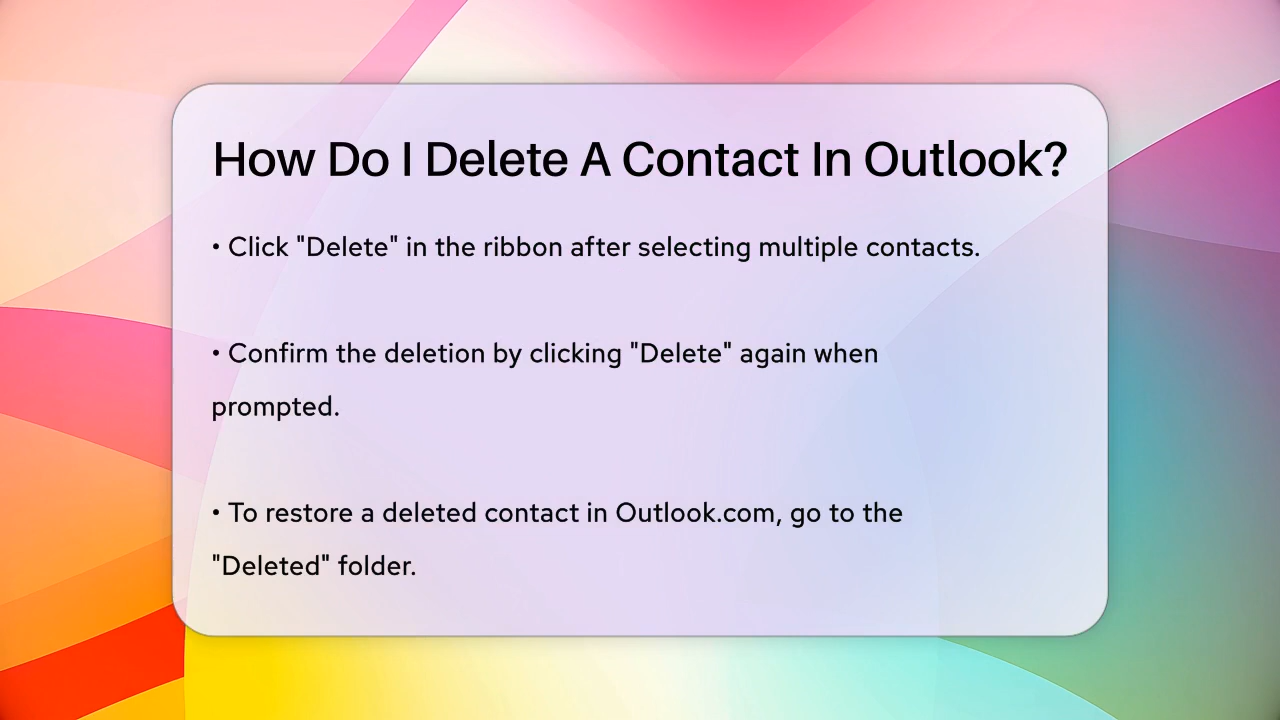 How Do I Delete A Contact In Outlook?
• Click "Delete" in the ribbon after selecting multiple contacts.
• Confirm the deletion by clicking "Delete" again when
prompted.
• To restore a deleted contact in Outlook.com, go to the
"Deleted" folder.